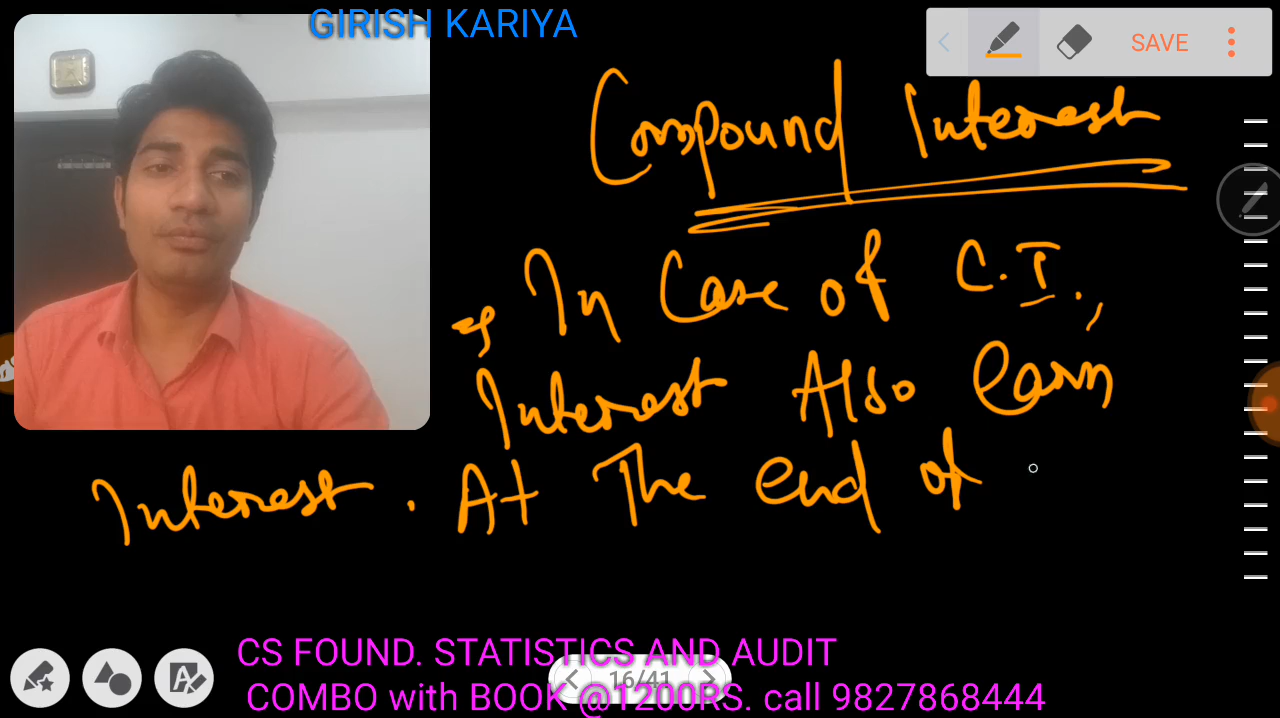 GIRISH KARIYA
SAVE
Compound Interest
In Case of C.I.,
Interest Also earn
Interest. At The end of
CS FOUND. STATISTICS AND AUDIT
16/41
COMBO with BOOK @1200RS. call 9827868444